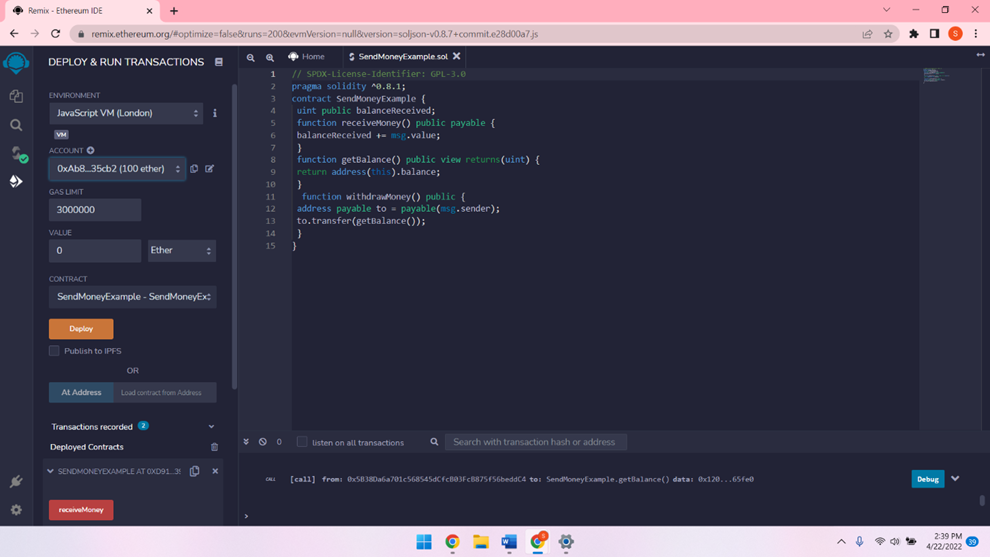 Remix - Ethereum IDE
remix.ethereum.org/#optimize=false&runs=200&evmVersion=null&version=soljson-v0.8.7+commit.e28d00a7.js
S
DEPLOY & RUN TRANSACTIONS
ENVIRONMENT
JavaScript VM (London)
VM
ACCOUNT
0xAb8...35cb2 (100 ether)
GAS LIMIT
3000000
VALUE
0
Ether
CONTRACT
SendMoneyExample - SendMoneyEx
Deploy
Publish to IPFS
OR
At Address
Load contract from Address
Transactions recorded 2
Deployed Contracts
SENDMONEYEXAMPLE AT 0XD91...39
receiveMoney
Home
SendMoneyExample.sol
1 // SPDX-License-Identifier: GPL-3.0
2 pragma solidity ^0.8.1;
3 contract SendMoneyExample {
4 uint public balanceReceived;
5 function receiveMoney() public payable {
6 balanceReceived += msg.value;
7 }
8 function getBalance() public view returns(uint) {
9 return address(this).balance;
10 }
11 function withdrawMoney() public {
12 address payable to = payable(msg.sender);
13 to.transfer(getBalance());
14 }
15 }
0
listen on all transactions
Search with transaction hash or address
CALL
[call] from: 0x5B38Da6a701c568545dCfcB03FcB875f56beddC4 to: SendMoneyExample.getBalance() data: 0x120...65fe0
Debug
>
2:39 PM
4/22/2022
39